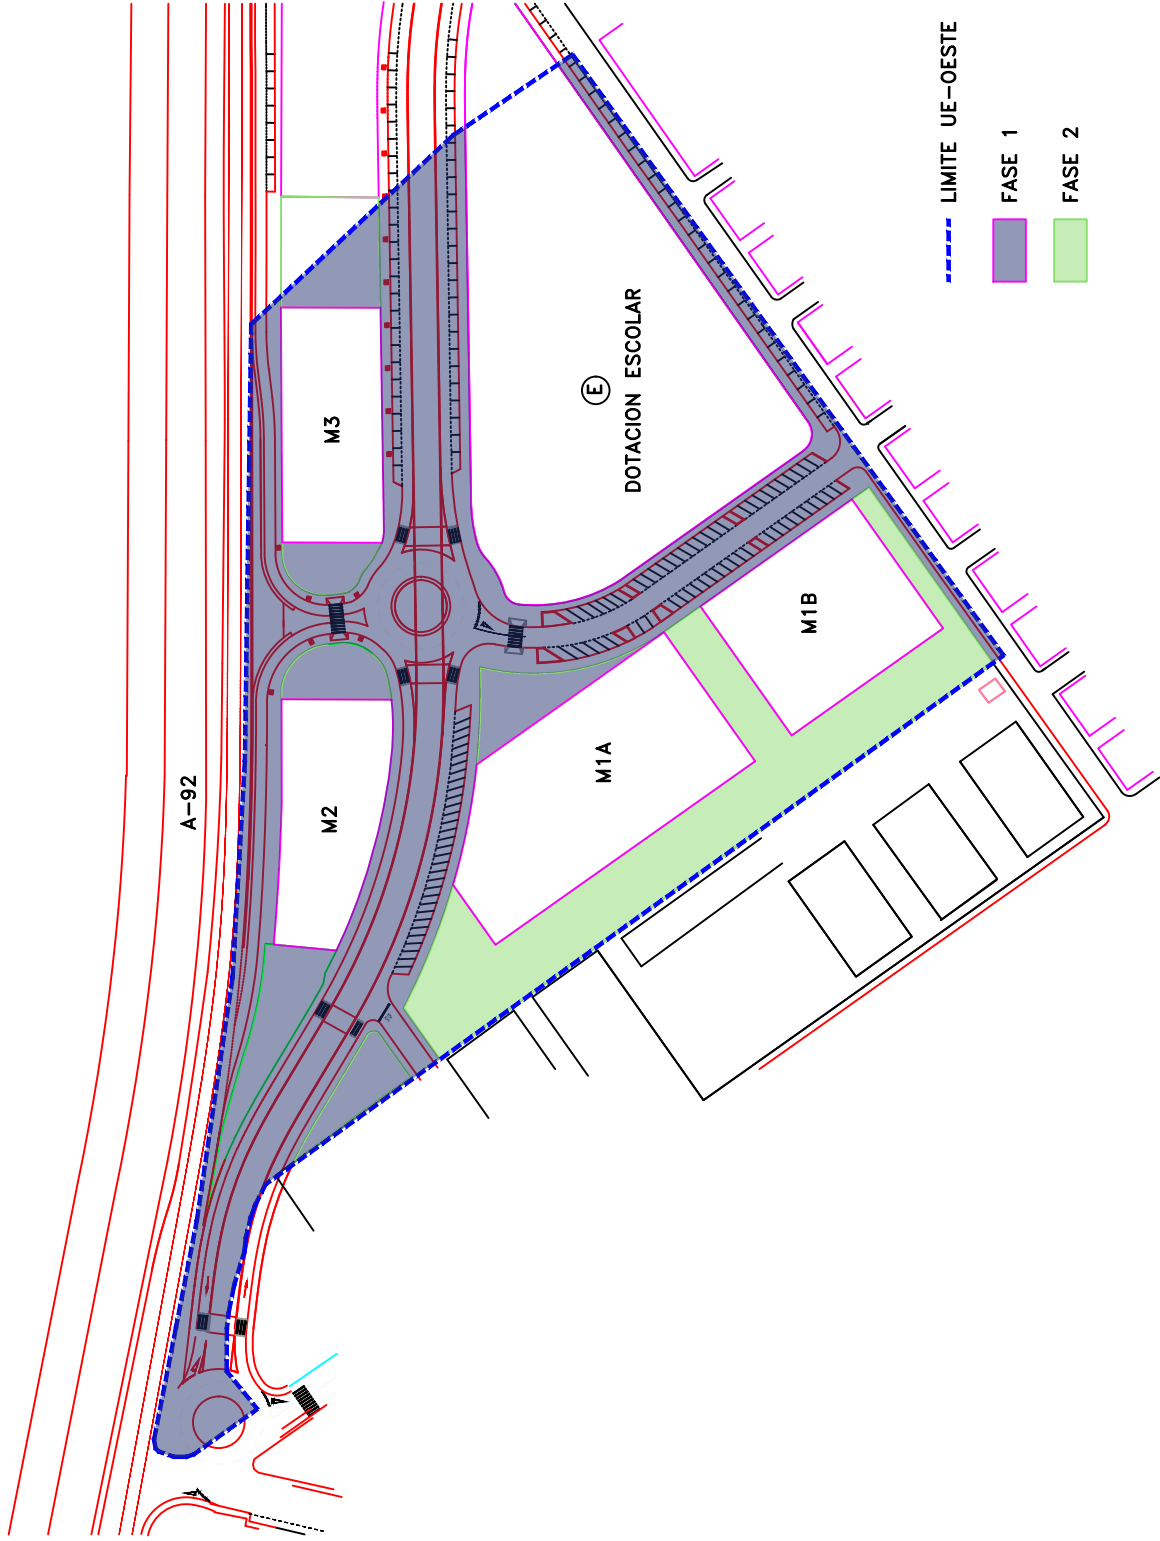 A-92
M3
M2
E
DOTACION ESCOLAR
M1A
M1B
LIMITE UE-OESTE
FASE 1
FASE 2